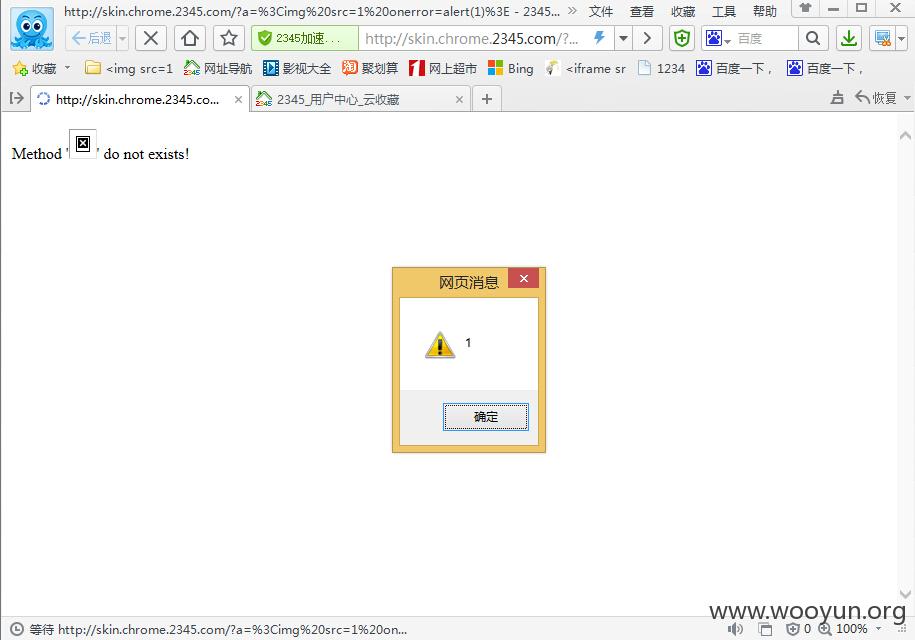 http://skin.chrome.2345.com/?a=%3Cimg%20src=1%20onerror=alert(1)%3E - 2345... » 文件 查看 收藏 工具 帮助
后退 2345加速... http://skin.chrome.2345.com/?... 百度
收藏 <img src=1 网址导航 影视大全 聚划算 网上超市 Bing <iframe sr 1234 百度一下， 百度一下，
http://skin.chrome.2345.co... 2345_用户中心_云收藏 恢复
Method ' ' do not exists!
网页消息
1
确定
www.wooyun.org
等待 http://skin.chrome.2345.com/?a=%3Cimg%20src=1%20on... 0 100%